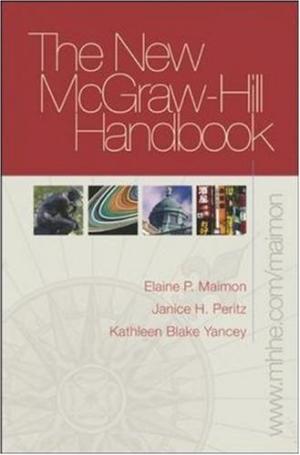 The New
McGraw-Hill
Handbook
Elaine P. Maimon
Janice H. Peritz
Kathleen Blake Yancey
www.mhhe.com/maimon